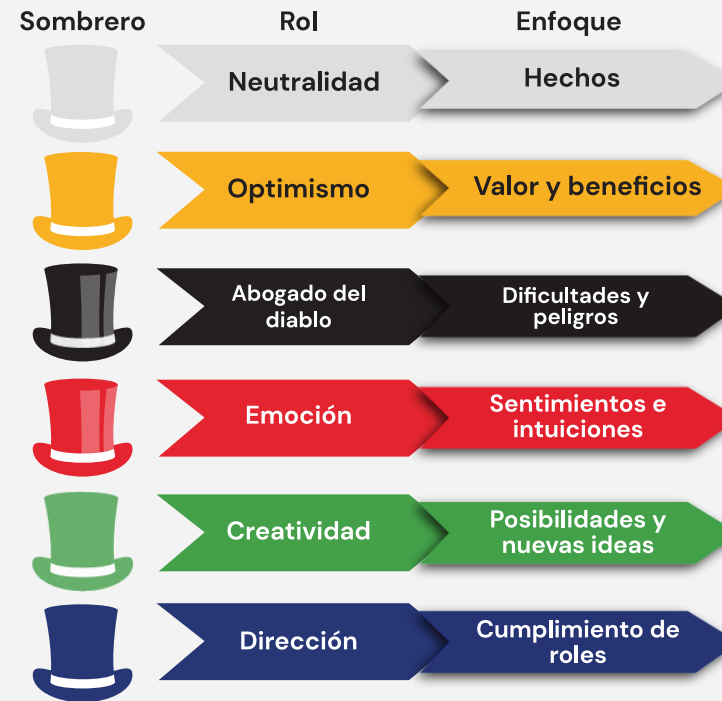 Sombrero Rol Enfoque
Neutralidad Hechos
Optimismo Valor y beneficios
Abogado del
diablo
Dificultades y
peligros
Emoción
Sentimientos e
intuiciones
Creatividad
Posibilidades y
nuevas ideas
Dirección
Cumplimiento de
roles